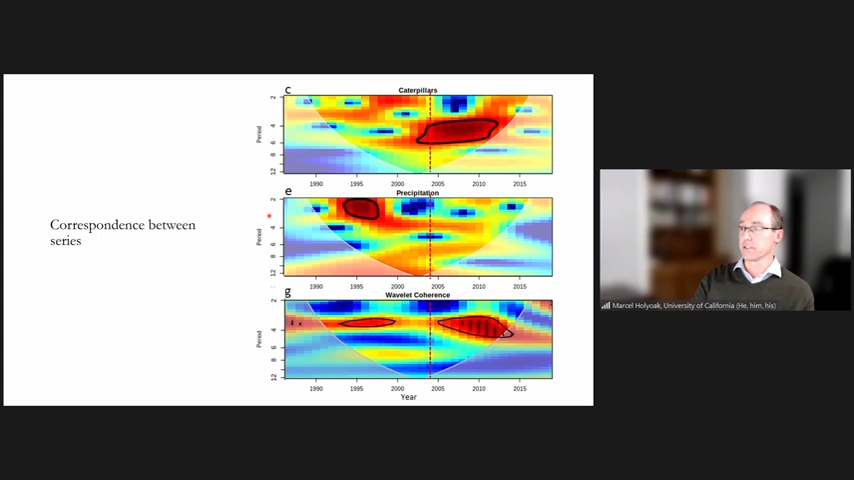 Correspondence between
series
c
Caterpillars
Period
2
4
6
8
12
1990 1995 2000 2005 2010 2015
e
Precipitation
Period
2
4
6
8
12
1990 1995 2000 2005 2010 2015
g
Wavelet Coherence
Period
2
4
6
8
12
1990 1995 2000 2005 2010 2015
Year
Marcel Holyoak, University of California (He, him, his)